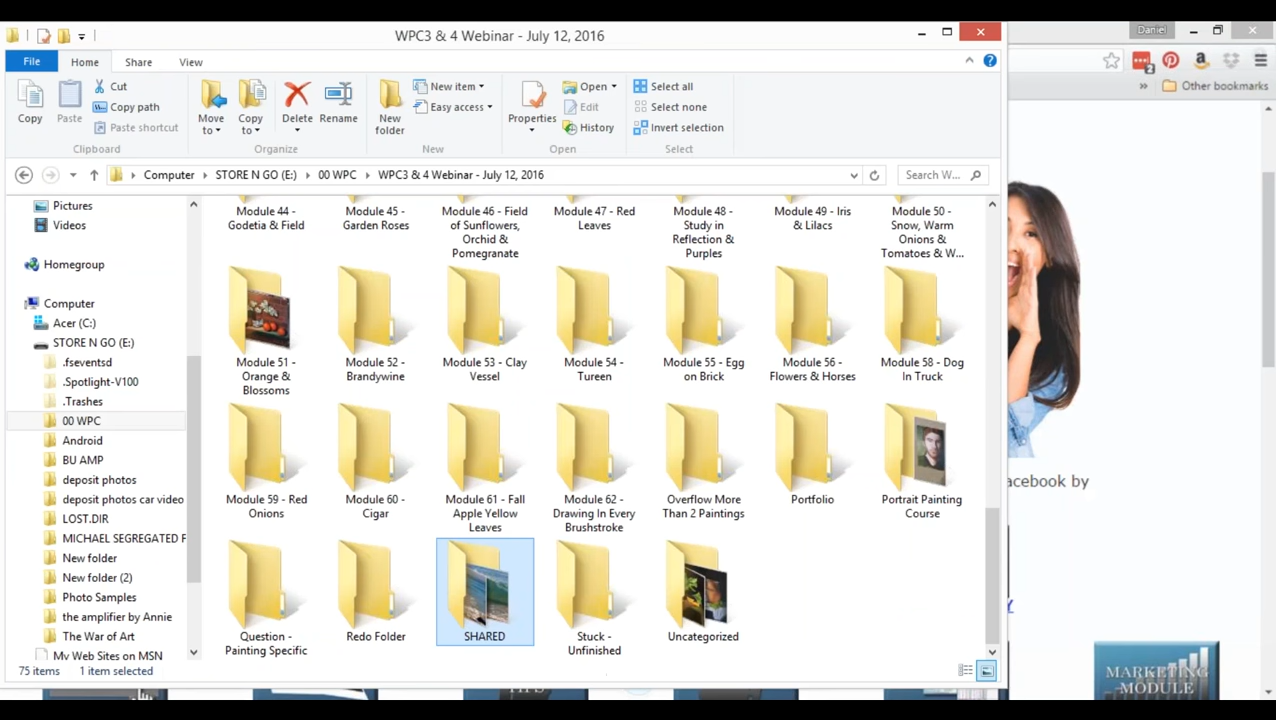 WPC3 & 4 Webinar - July 12, 2016
Daniel
File Home Share View
2
Other bookmarks
Copy
Paste
Cut
Copy path
Paste shortcut
Clipboard
Move to
Copy to
Delete
Rename
Organize
New folder
New item
Easy access
New
Properties
Open
Edit
History
Open
Select all
Select none
Invert selection
Select
Computer STORE N GO (E:) 00 WPC WPC3 & 4 Webinar - July 12, 2016
Search W...
Pictures
Videos
Homegroup
Computer
Acer (C:)
STORE N GO (E:)
.fseventsd
.Spotlight-V100
.Trashes
00 WPC
Android
BU AMP
deposit photos
deposit photos car video
LOST.DIR
MICHAEL SEGREGATED F
New folder
New folder (2)
Photo Samples
the amplifier by Annie
The War of Art
My Web Sites on MSN
Module 44 -
Godetia & Field
Module 45 -
Garden Roses
Module 46 - Field
of Sunflowers,
Orchid &
Pomegranate
Module 47 - Red
Leaves
Module 48 -
Study in
Reflection &
Purples
Module 49 - Iris
& Lilacs
Module 50 -
Snow, Warm
Onions &
Tomatoes & W...
Module 51 -
Orange &
Blossoms
Module 52 -
Brandywine
Module 53 - Clay
Vessel
Module 54 -
Tureen
Module 55 - Egg
on Brick
Module 56 -
Flowers & Horses
Module 58 - Dog
In Truck
Module 59 - Red
Onions
Module 60 -
Cigar
Module 61 - Fall
Apple Yellow
Leaves
Module 62 -
Drawing In Every
Brushstroke
Overflow More
Than 2 Paintings
Portfolio
Portrait Painting
Course
Question -
Painting Specific
Redo Folder
SHARED
Stuck -
Unfinished
Uncategorized
75 items 1 item selected
acebook by
MARKETING
MODULE